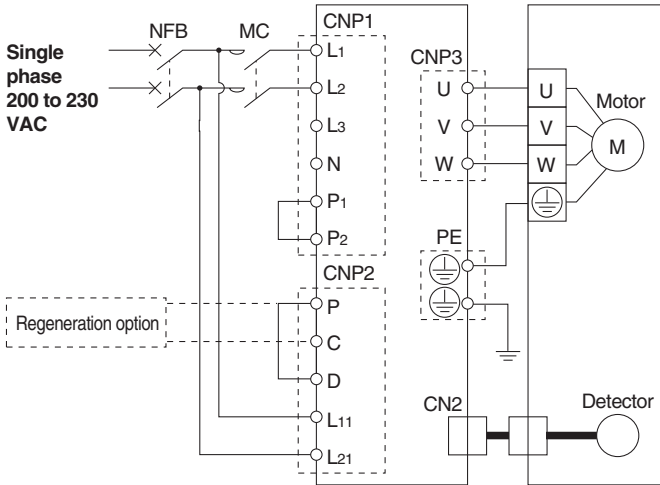 NFB
MC
CNP1
Single
phase
200 to 230
VAC
L1
L2
L3
N
P1
P2
CNP3
U
V
W
U
V
W
Motor
M
PE
CNP2
Regeneration option
P
C
D
L11
L21
CN2
Detector